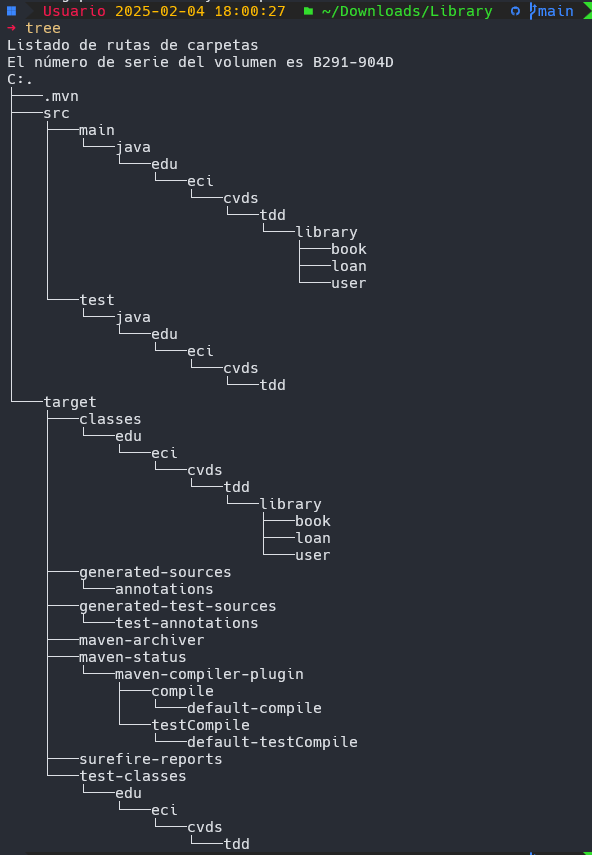 Usuario 2025-02-04 18:00:27 ~/Downloads/Library main
→ tree
Listado de rutas de carpetas
El número de serie del volumen es B291-904D
C:.
├───.mvn
├───src
│   ├───main
│   │   └───java
│   │       └───edu
│   │           └───eci
│   │               └───cvds
│   │                   └───tdd
│   │                       └───library
│   │                           ├───book
│   │                           ├───loan
│   │                           └───user
│   └───test
│       └───java
│           └───edu
│               └───eci
│                   └───cvds
│                       └───tdd
└───target
    ├───classes
    │   └───edu
    │       └───eci
    │           └───cvds
    │               └───tdd
    │                   └───library
    │                       ├───book
    │                       ├───loan
    │                       └───user
    ├───generated-sources
    │   └───annotations
    ├───generated-test-sources
    │   └───test-annotations
    ├───maven-archiver
    ├───maven-status
    │   └───maven-compiler-plugin
    │       ├───compile
    │       │   └───default-compile
    │       └───testCompile
    │           └───default-testCompile
    ├───surefire-reports
    └───test-classes
        └───edu
            └───eci
                └───cvds
                    └───tdd